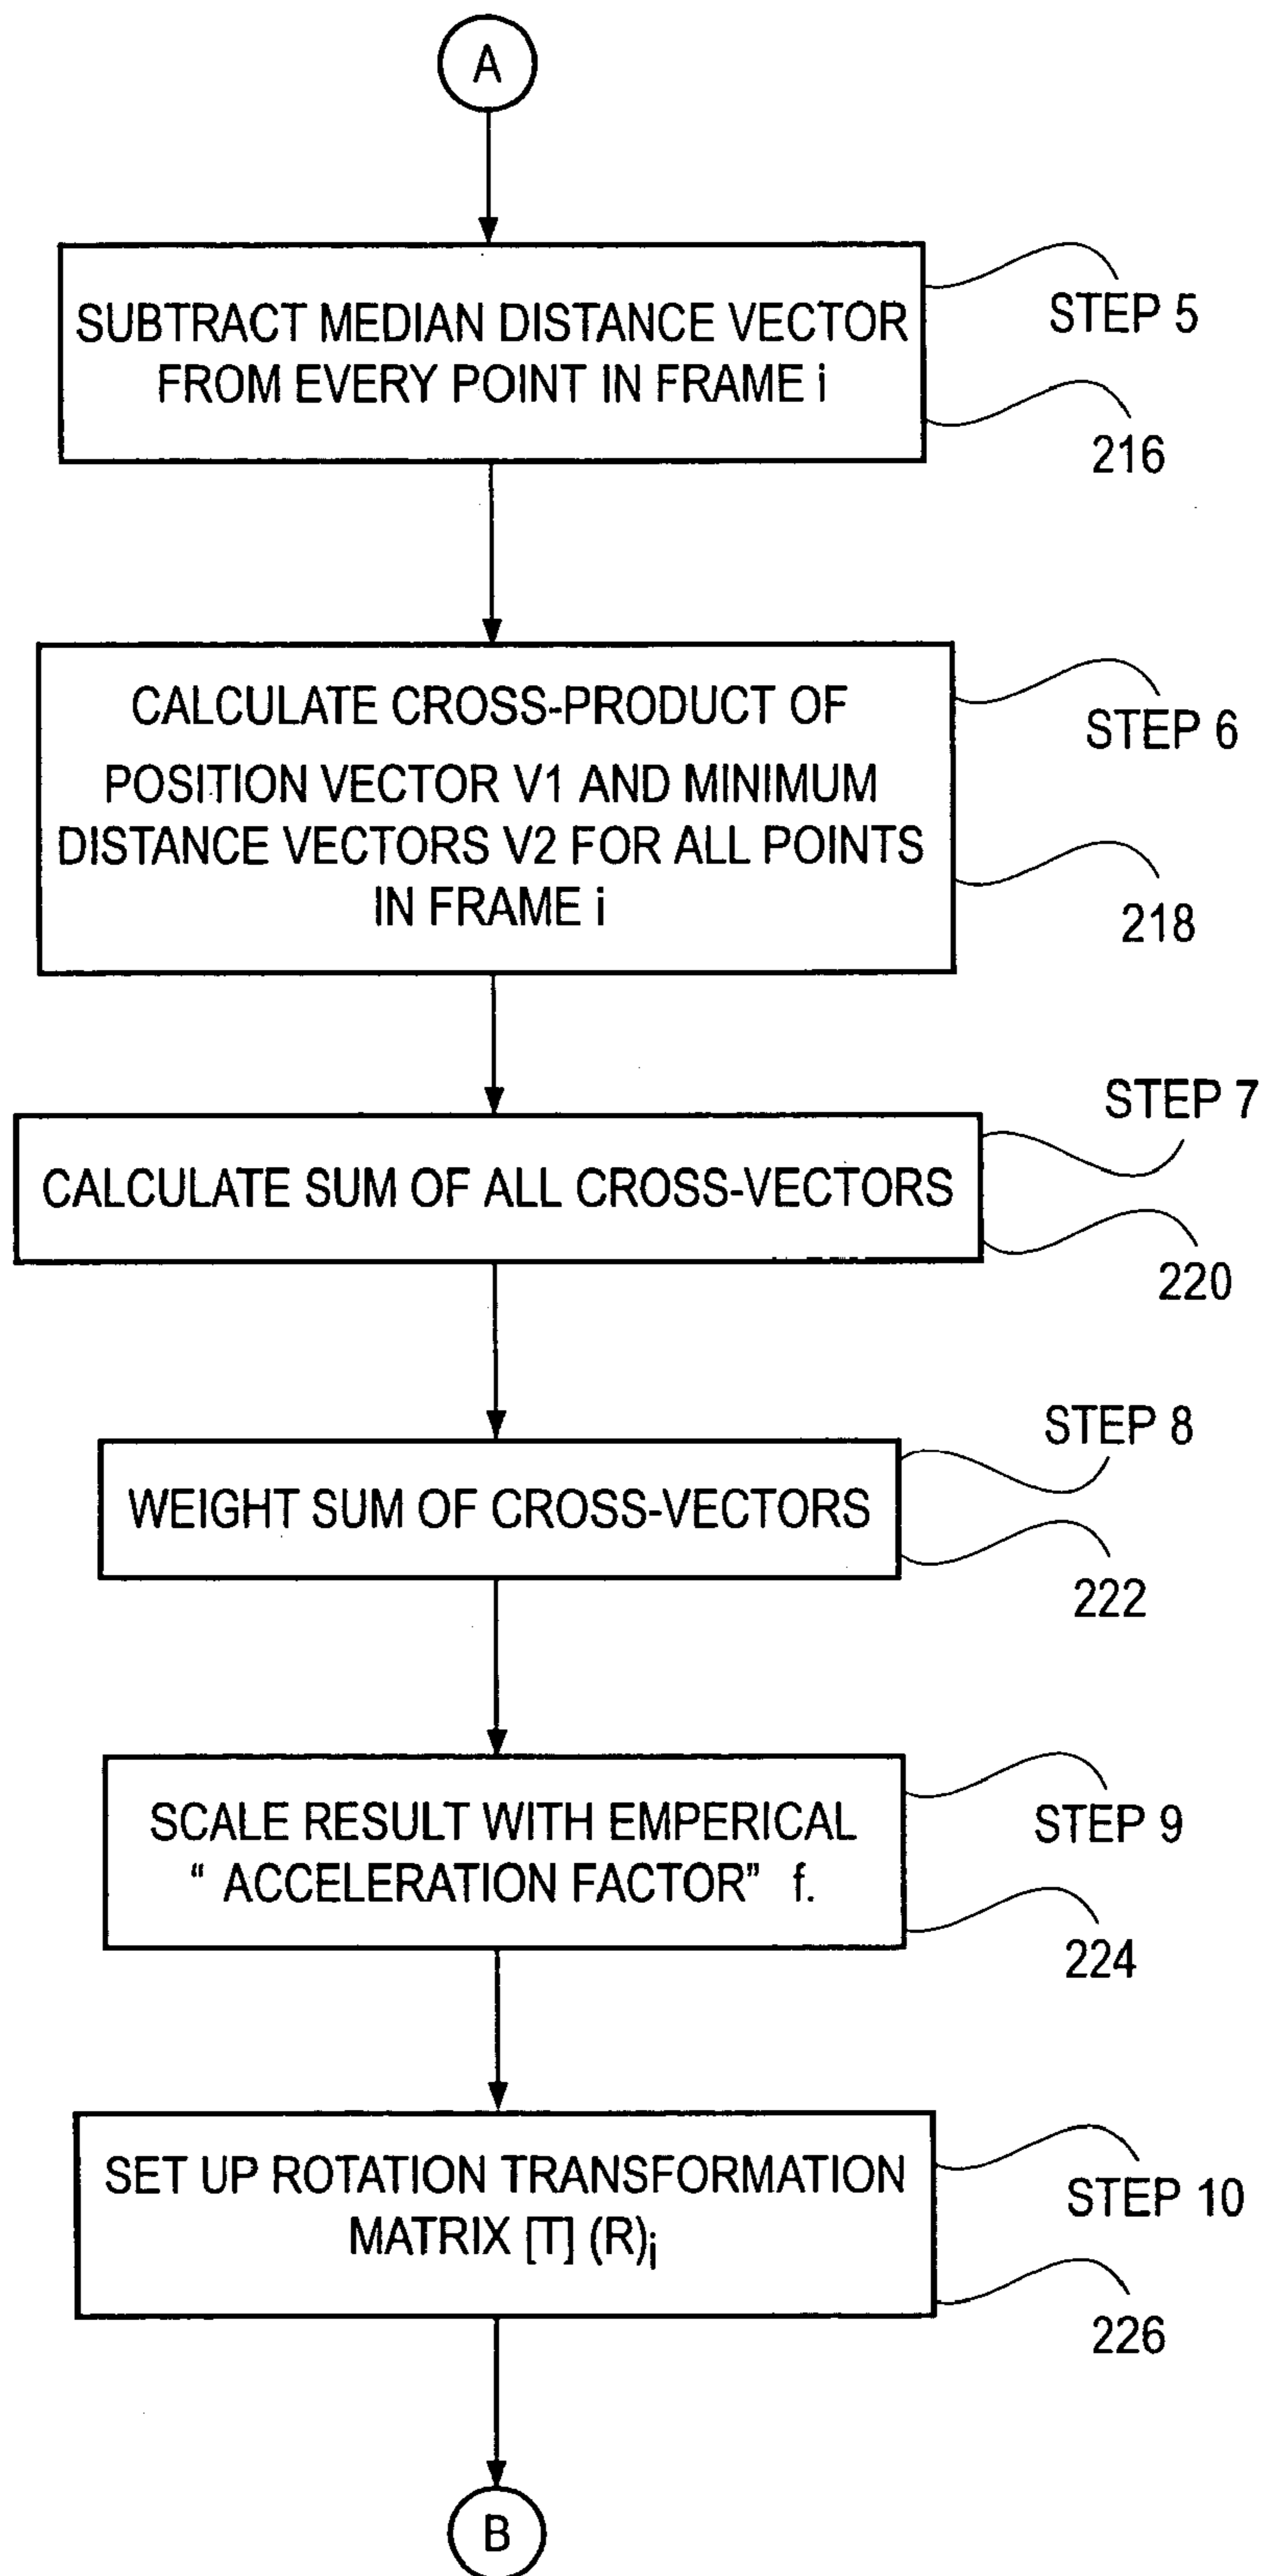 A
SUBTRACT MEDIAN DISTANCE VECTOR
FROM EVERY POINT IN FRAME i
STEP 5
216
CALCULATE CROSS-PRODUCT OF
POSITION VECTOR V1 AND MINIMUM
DISTANCE VECTORS V2 FOR ALL POINTS
IN FRAME i
STEP 6
218
CALCULATE SUM OF ALL CROSS-VECTORS
STEP 7
220
WEIGHT SUM OF CROSS-VECTORS
STEP 8
222
SCALE RESULT WITH EMPERICAL
“ ACCELERATION FACTOR” f.
STEP 9
224
SET UP ROTATION TRANSFORMATION
MATRIX [T] (R)i
STEP 10
226
B